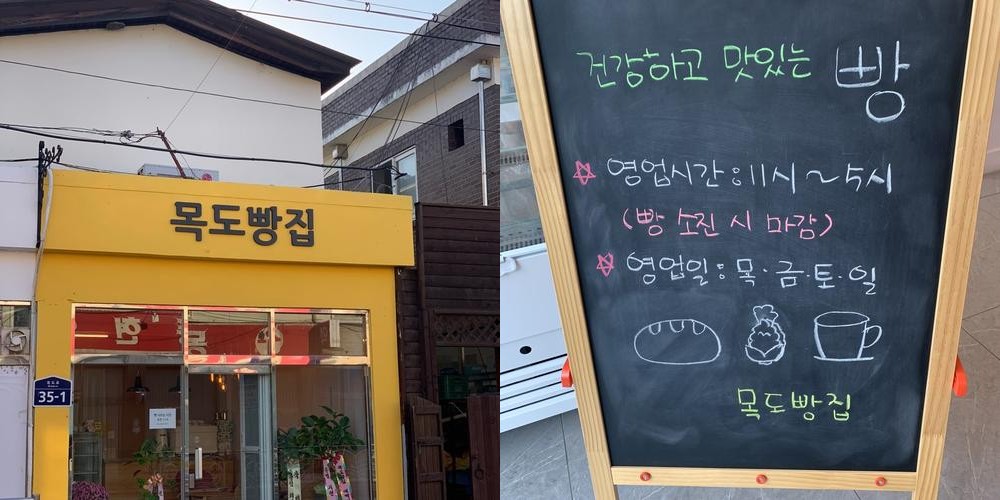 목도빵집
35-1
건강하고 맛있는 빵
영업시간 : 11시 ~ 5시
(빵 소진 시 마감)
영업일 : 목·금·토·일
목도빵집